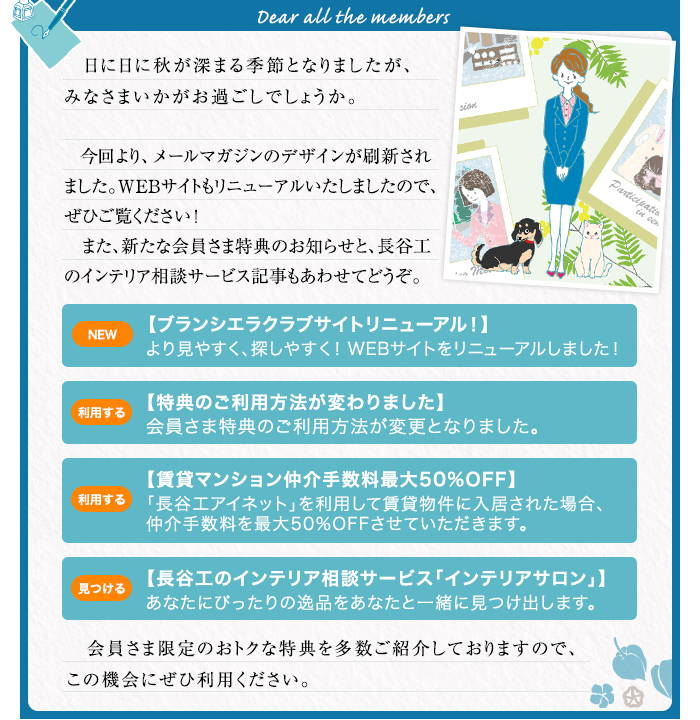 Dear all the members
日に日に秋が深まる季節となりましたが、
みなさまいかがお過ごしでしょうか。
今回より、メールマガジンのデザインが刷新され
ました。WEBサイトもリニューアルいたしましたので、
ぜひご覧ください！
また、新たな会員さま特典のお知らせと、長谷工
のインテリア相談サービス記事もあわせてどうぞ。
Participation
NEW
【ブランシエラクラブサイトリニューアル！】
より見やすく、探しやすく！ WEBサイトをリニューアルしました！
利用する
【特典のご利用方法が変わりました】
会員さま特典のご利用方法が変更となりました。
利用する
【賃貸マンション仲介手数料最大50%OFF】
「長谷工アイネット」を利用して賃貸物件に入居された場合、
仲介手数料を最大50%OFFさせていただきます。
見つける
【長谷工のインテリア相談サービス「インテリアサロン」】
あなたにぴったりの逸品をあなたと一緒に見つけ出します。
会員さま限定のおトクな特典を多数ご紹介しておりますので、
この機会にぜひ利用ください。